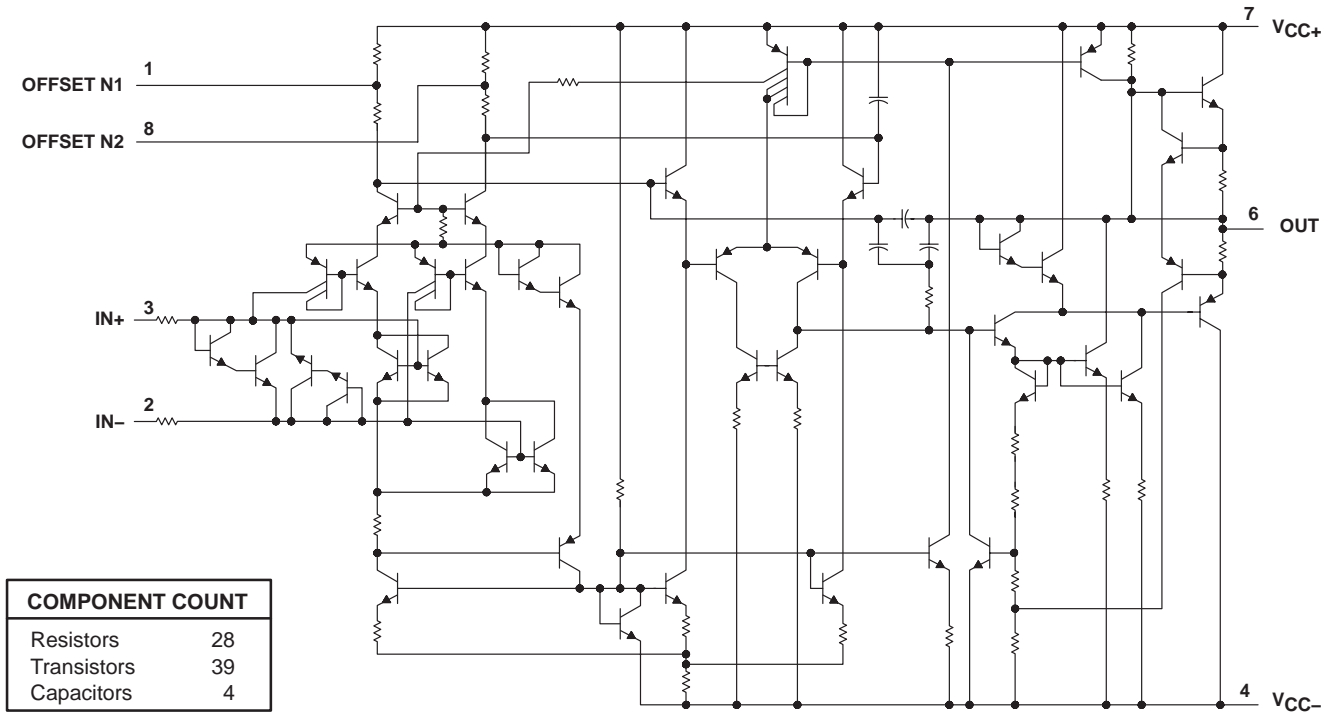 7
VCC+
1
OFFSET N1
8
OFFSET N2
6
OUT
3
IN+
2
IN–
COMPONENT COUNT
Resistors 28
Transistors 39
Capacitors 4
4
VCC–